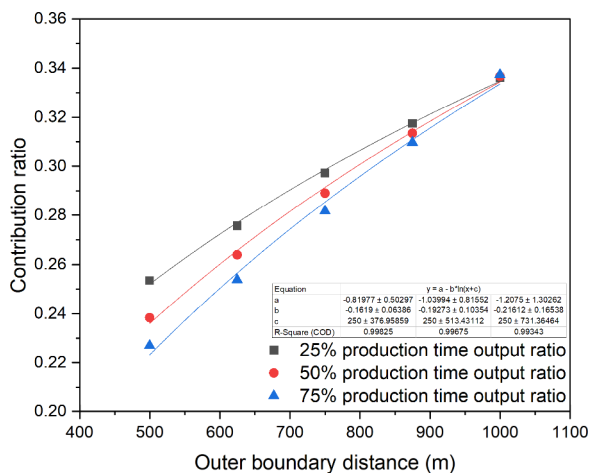 0.36
0.34
0.32
0.30
0.28
0.26
0.24
0.22
0.20
Contribution ratio
Equation y = a - b*ln(x+c)
a -0.81977 ± 0.50297 -1.03994 ± 0.81552 -1.2075 ± 1.30262
b -0.1619 ± 0.06386 -0.19273 ± 0.10354 -0.21612 ± 0.16538
c 250 ± 376.95859 250 ± 513.43112 250 ± 731.36464
R-Square (COD) 0.99825 0.99675 0.99343
25% production time output ratio
50% production time output ratio
75% production time output ratio
400 500 600 700 800 900 1000 1100
Outer boundary distance (m)